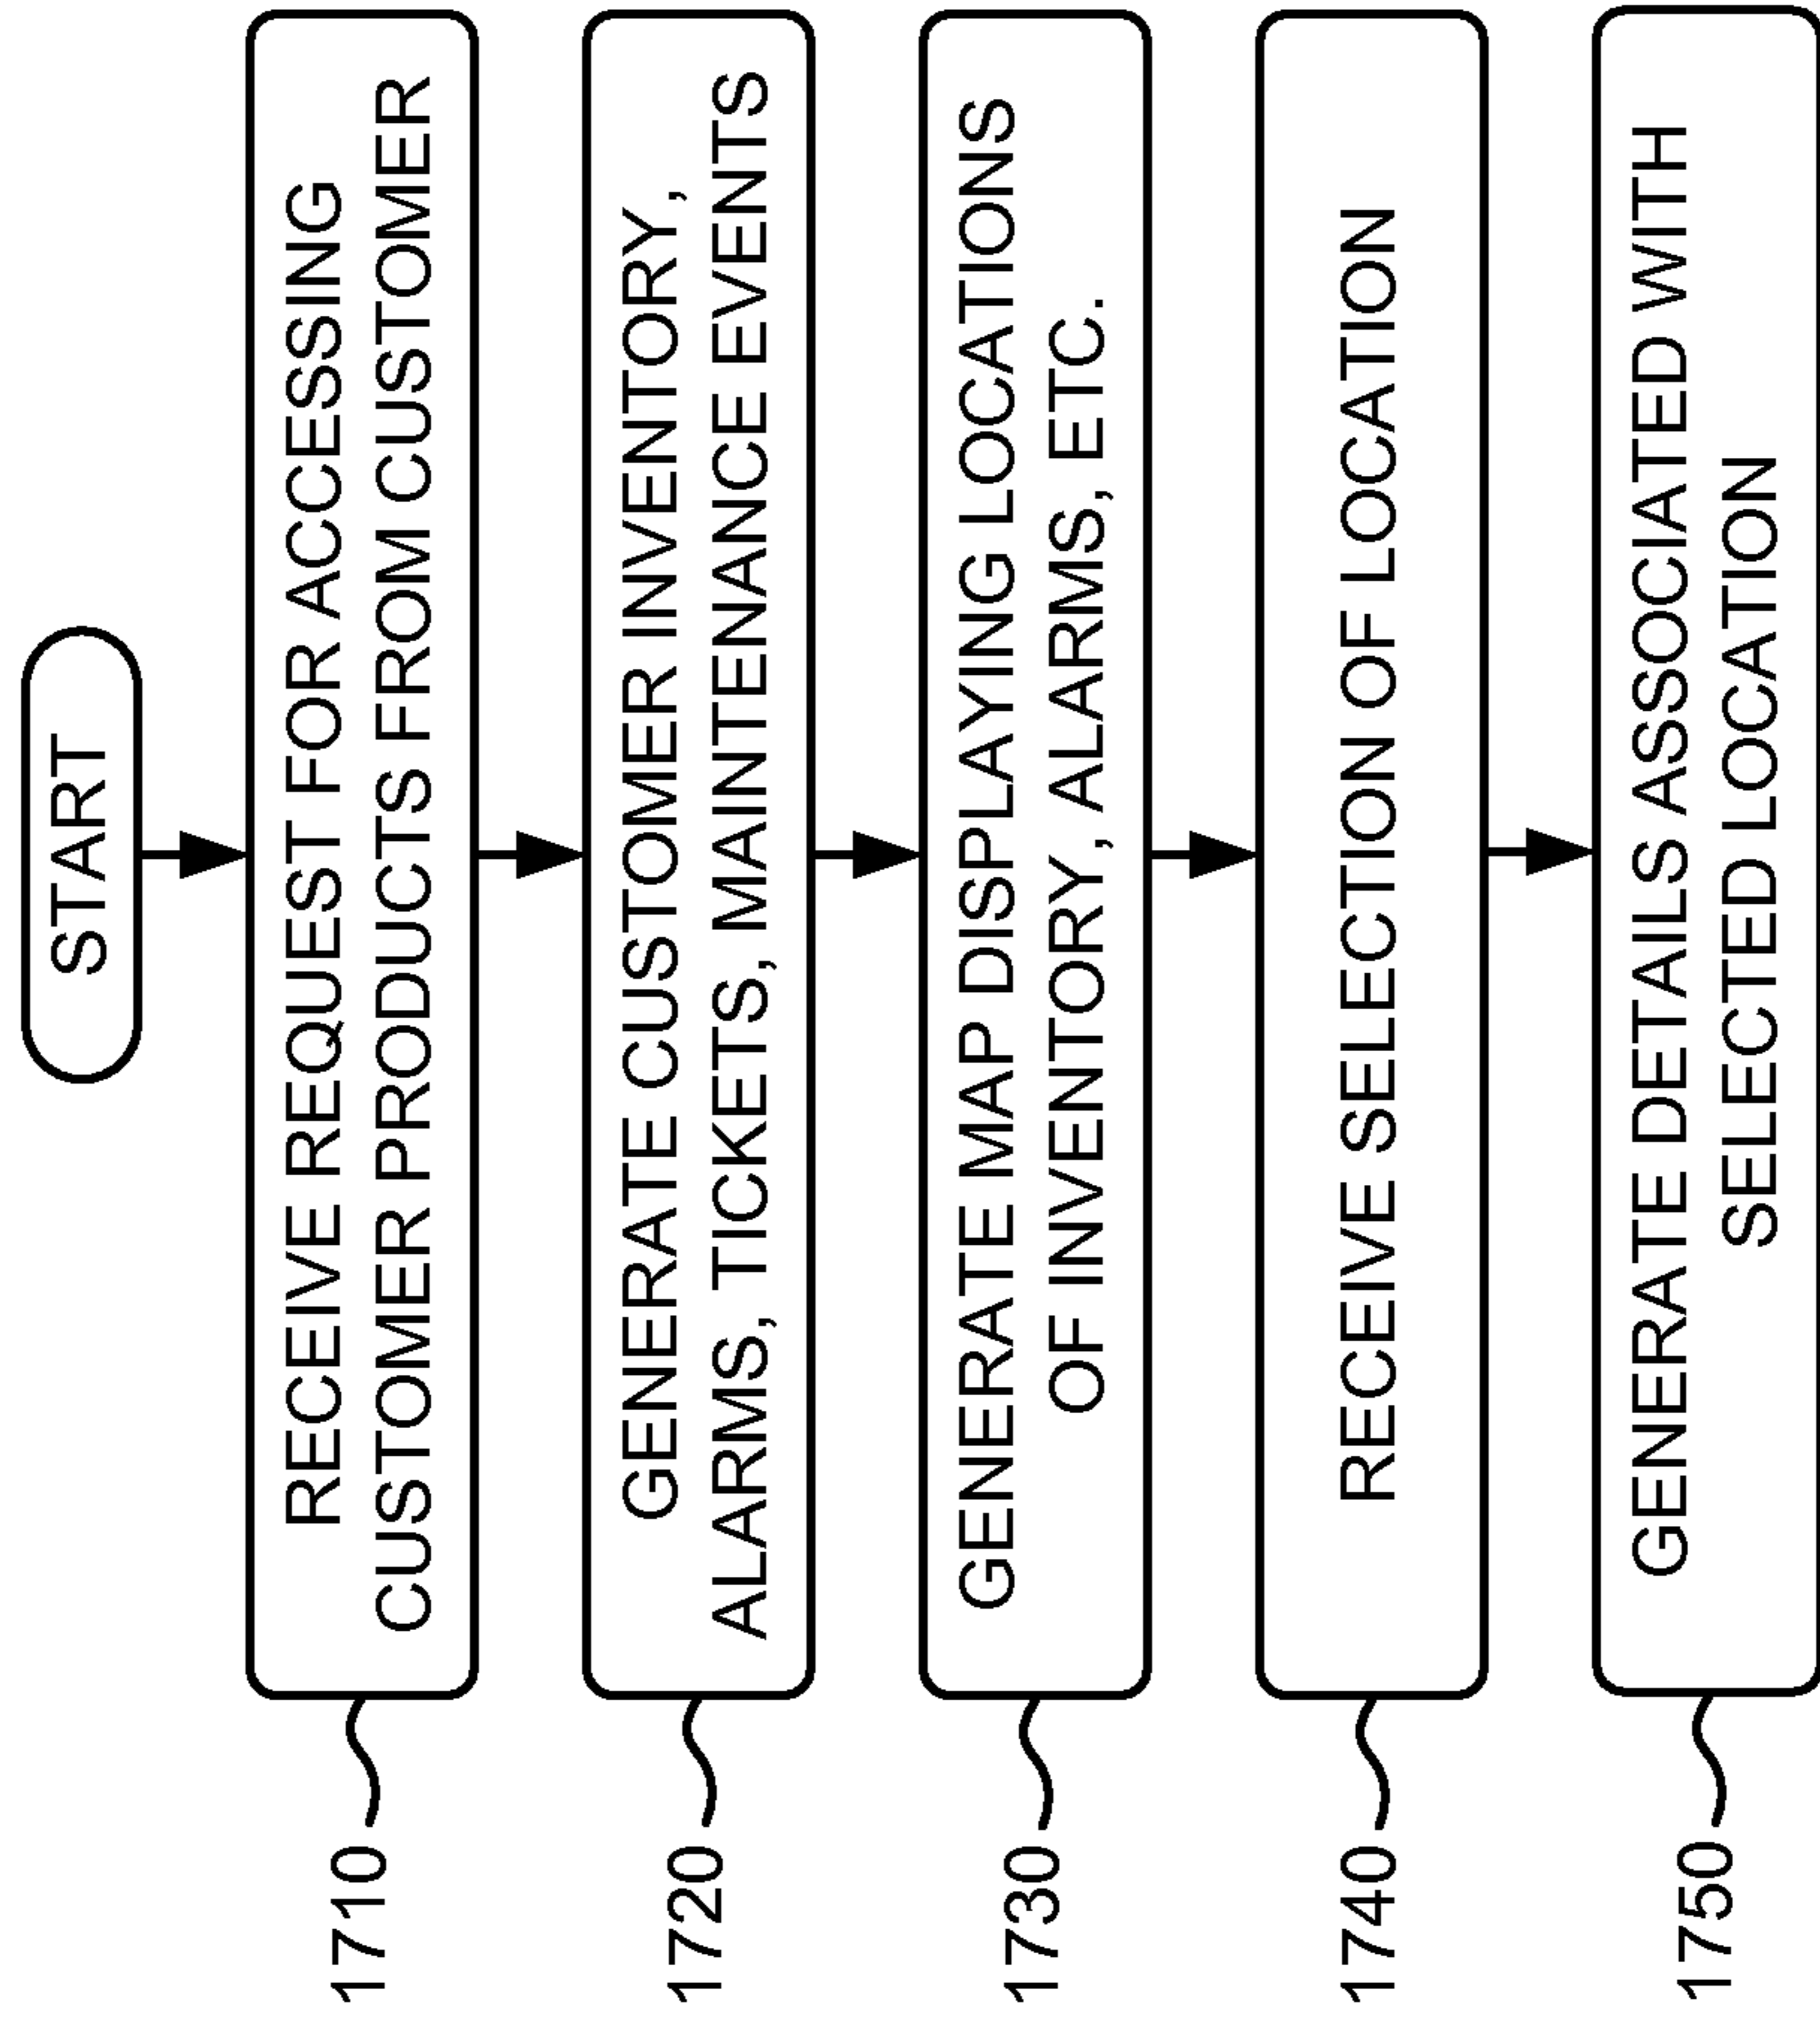 START
1710
RECEIVE REQUEST FOR ACCESSING
CUSTOMER PRODUCTS FROM CUSTOMER
1720
GENERATE CUSTOMER INVENTORY,
ALARMS, TICKETS, MAINTENANCE EVENTS
1730
GENERATE MAP DISPLAYING LOCATIONS
OF INVENTORY, ALARMS, ETC.
1740
RECEIVE SELECTION OF LOCATION
1750
GENERATE DETAILS ASSOCIATED WITH
SELECTED LOCATION